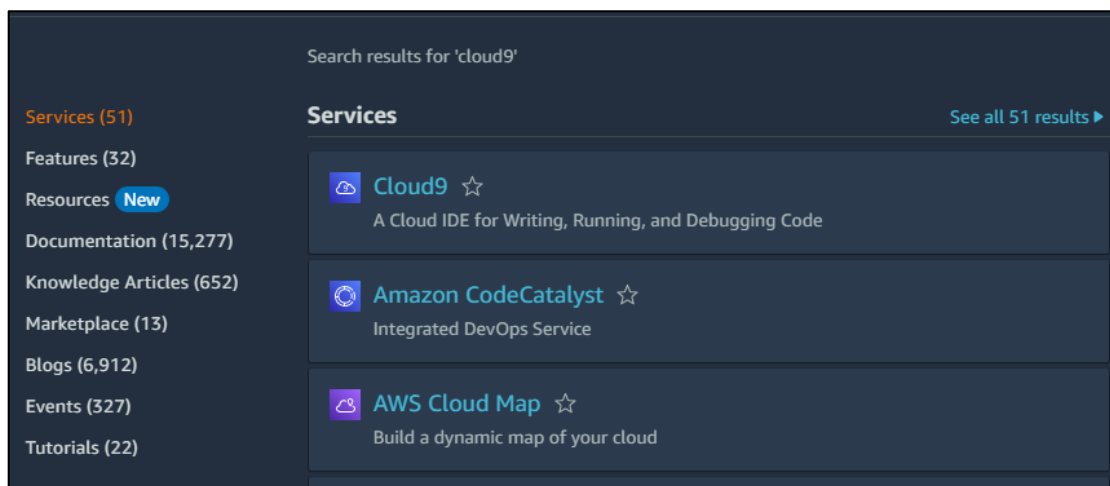 Search results for 'cloud9'
Services (51)
Features (32)
Resources New
Documentation (15,277)
Knowledge Articles (652)
Marketplace (13)
Blogs (6,912)
Events (327)
Tutorials (22)
Services
See all 51 results
Cloud9
A Cloud IDE for Writing, Running, and Debugging Code
Amazon CodeCatalyst
Integrated DevOps Service
AWS Cloud Map
Build a dynamic map of your cloud